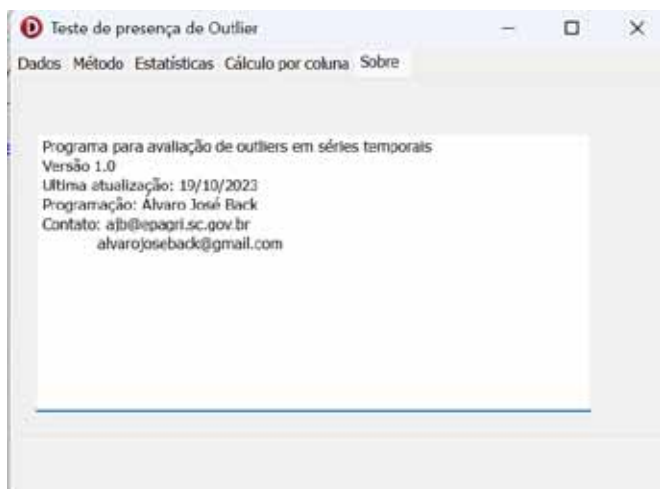 Teste de presença de Outlier
Dados Método Estatísticas Cálculo por coluna Sobre
Programa para avaliação de outliers em séries temporais
Versão 1.0
Ultima atualização: 19/10/2023
Programação: Álvaro José Back
Contato: ajb@epagri.sc.gov.br
alvarojoseback@gmail.com